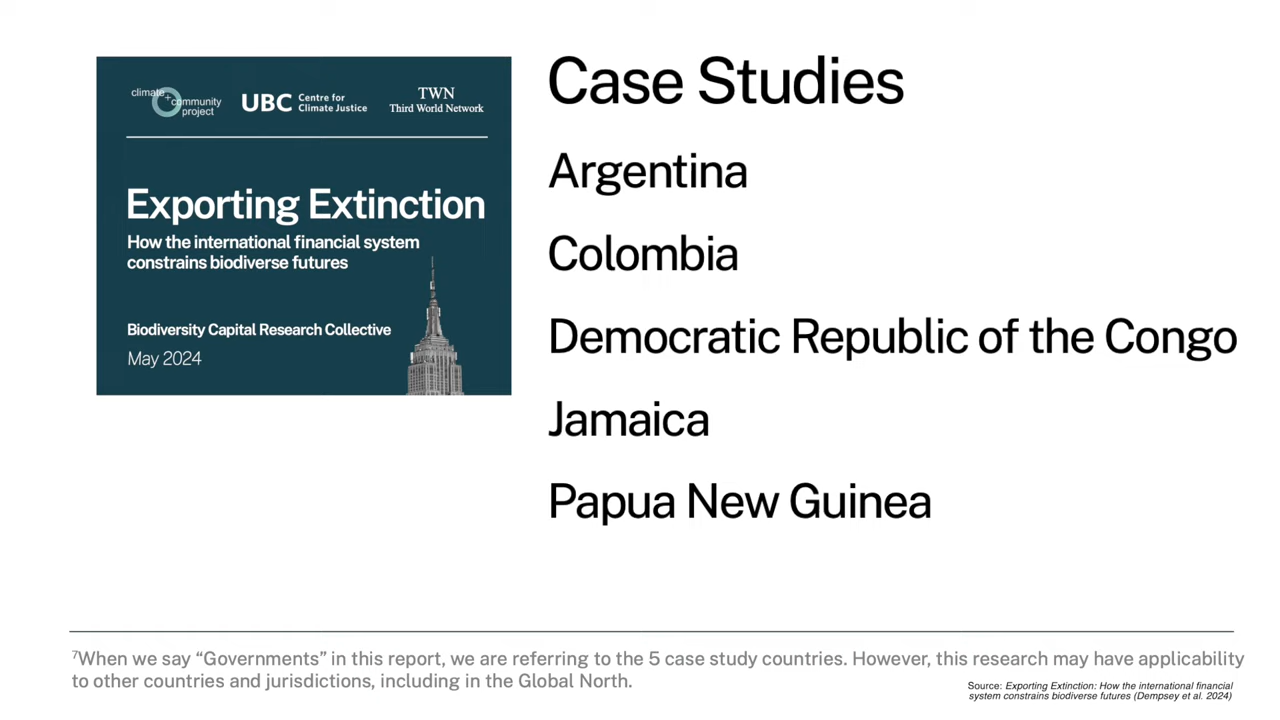 climate+community project
UBC Centre for Climate Justice
TWN
Third World Network
Exporting Extinction
How the international financial system
constrains biodiverse futures
Biodiversity Capital Research Collective
May 2024
Case Studies
Argentina
Colombia
Democratic Republic of the Congo
Jamaica
Papua New Guinea
⁷When we say “Governments” in this report, we are referring to the 5 case study countries. However, this research may have applicability
to other countries and jurisdictions, including in the Global North.
Source: Exporting Extinction: How the international financial
system constrains biodiverse futures (Dempsey et al. 2024)